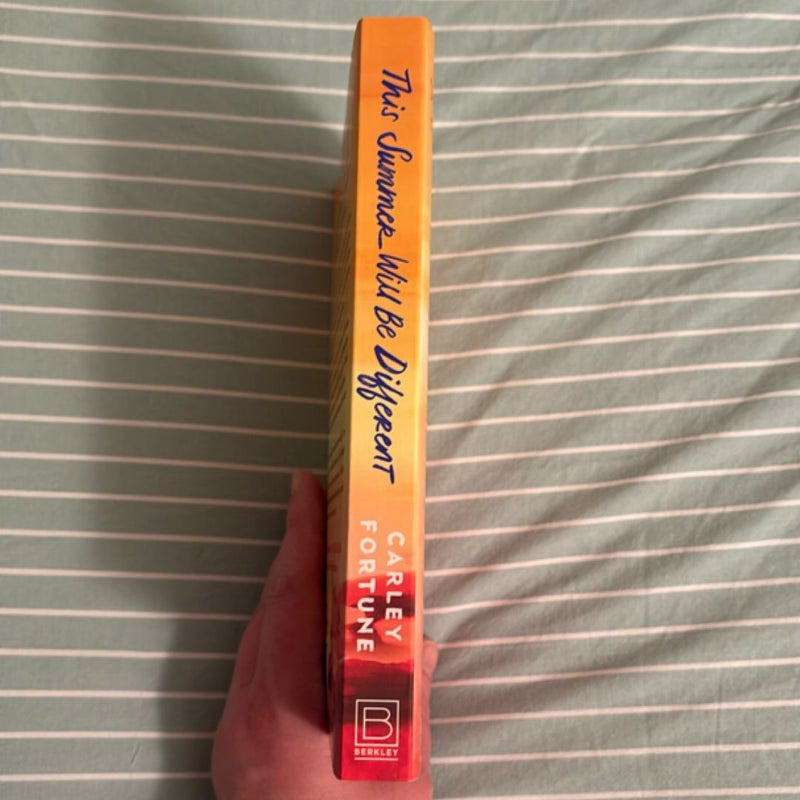 This Summer Will Be Different
CARLEY
FORTUNE
B
BERKLEY